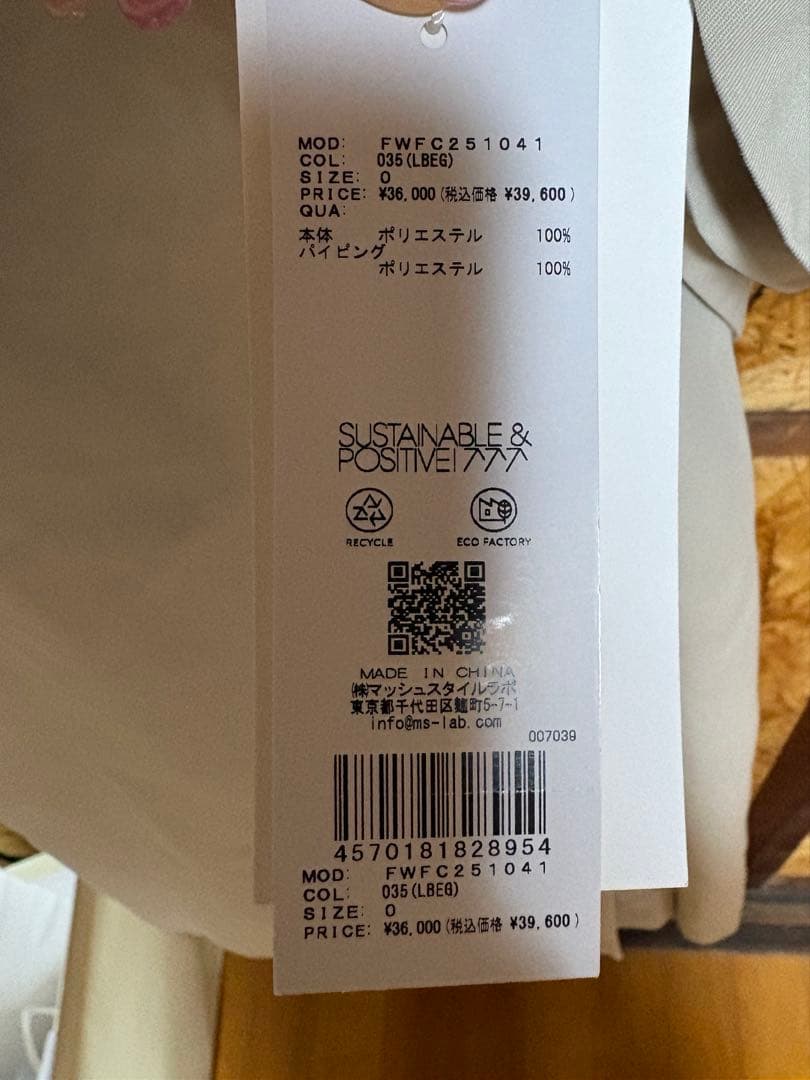 MOD: FWFC251041
COL: 035(LBEG)
SIZE: 0
PRICE: ¥36,000(税込価格 ¥39,600)
QUA:
本体 ポリエステル 100%
パイピング
ポリエステル 100%
SUSTAINABLE &
POSITIVE! 777
RECYCLE ECO FACTORY
MADE IN CHINA
(株)マッシュスタイルラボ
東京都千代田区麹町5-7-1
info@ms-lab.com
007039
4570181828954
MOD: FWFC251041
COL: 035(LBEG)
SIZE: 0
PRICE: ¥36,000(税込価格 ¥39,600)